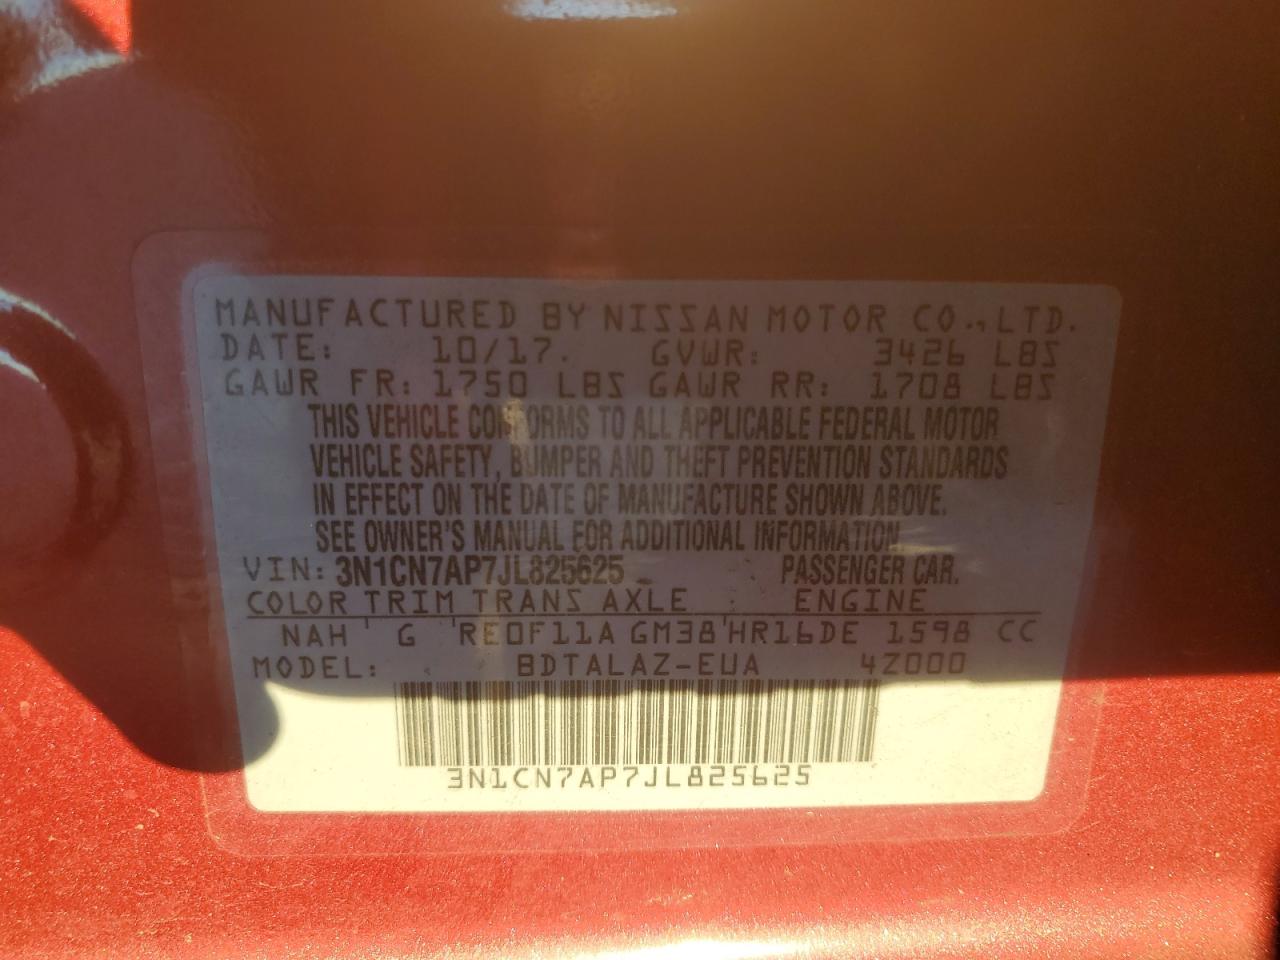 MANUFACTURED BY NISSAN MOTOR CO., LTD.
DATE: 10/17. GVWR: 3426 LBS
GAWR FR: 1750 LBS GAWR RR: 1708 LBS
THIS VEHICLE CONFORMS TO ALL APPLICABLE FEDERAL MOTOR
VEHICLE SAFETY, BUMPER AND THEFT PREVENTION STANDARDS
IN EFFECT ON THE DATE OF MANUFACTURE SHOWN ABOVE.
SEE OWNER'S MANUAL FOR ADDITIONAL INFORMATION
VIN: 3N1CN7AP7JL825625 PASSENGER CAR.
COLOR TRIM TRANS AXLE ENGINE
NAH G RE0F11A GM38 HR16DE 1598 CC
MODEL: BDTALAZ-EUA 4Z000
3N1CN7AP7JL825625